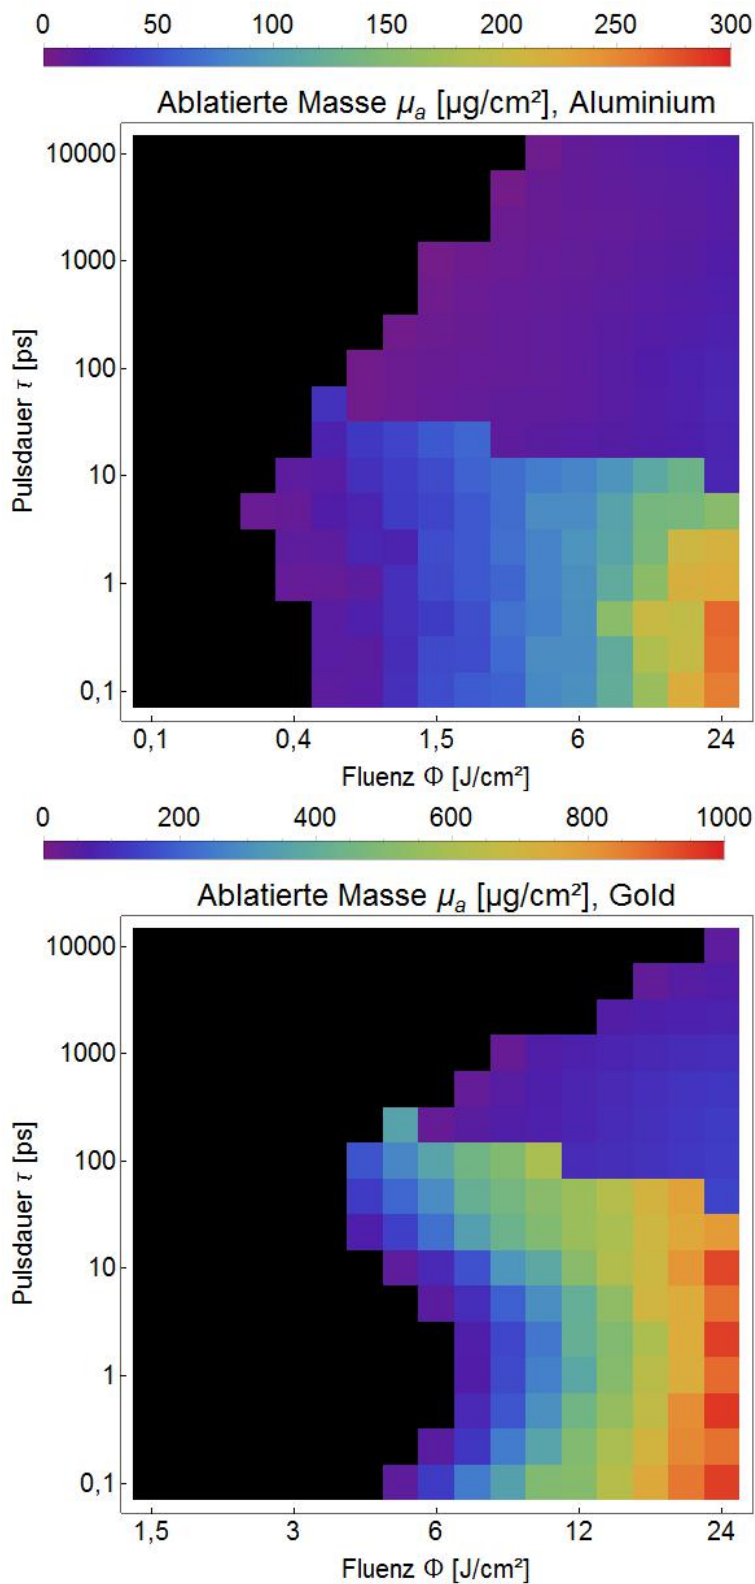 0 50 100 150 200 250 300
Ablatierte Masse μa [µg/cm²], Aluminium
10000
1000
100
10
1
0,1
Pulsdauer τ [ps]
0,1 0,4 1,5 6 24
Fluenz Φ [J/cm²]
0 200 400 600 800 1000
Ablatierte Masse μa [µg/cm²], Gold
10000
1000
100
10
1
0,1
Pulsdauer τ [ps]
1,5 3 6 12 24
Fluenz Φ [J/cm²]